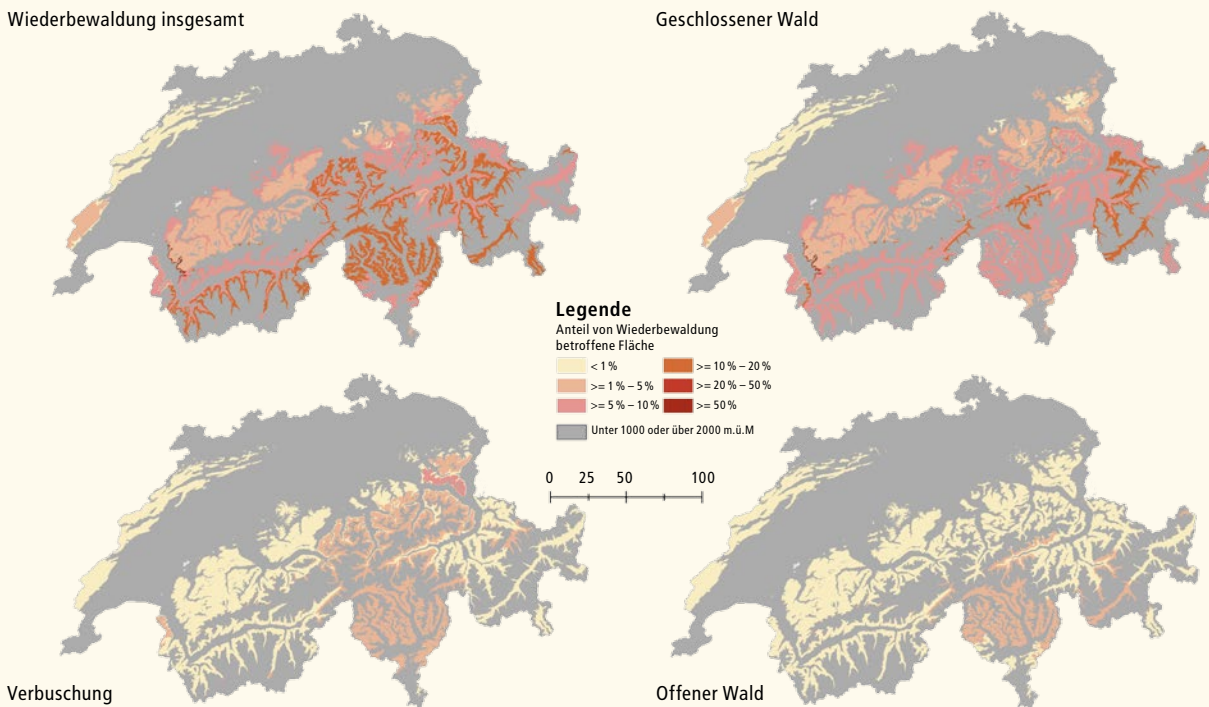 Wiederbewaldung insgesamt
Geschlossener Wald
Legende
Anteil von Wiederbewaldung
betroffene Fläche
< 1 %
>= 10 % – 20 %
>= 1 % – 5 %
>= 20 % – 50 %
>= 5 % – 10 %
>= 50 %
Unter 1000 oder über 2000 m.ü.M
0 25 50 100
Verbuschung
Offener Wald